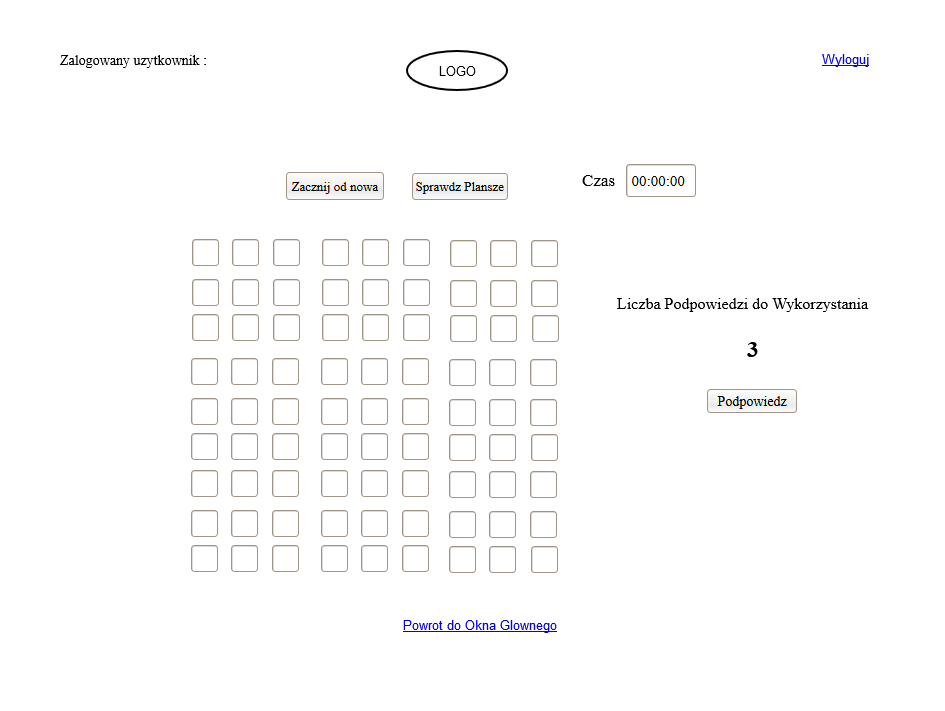 Zalogowany uzytkownik :
LOGO
Wyloguj
Zacznij od nowa
Sprawdz Plansze
Czas
00:00:00
Liczba Podpowiedzi do Wykorzystania
3
Podpowiedz
Powrot do Okna Glownego